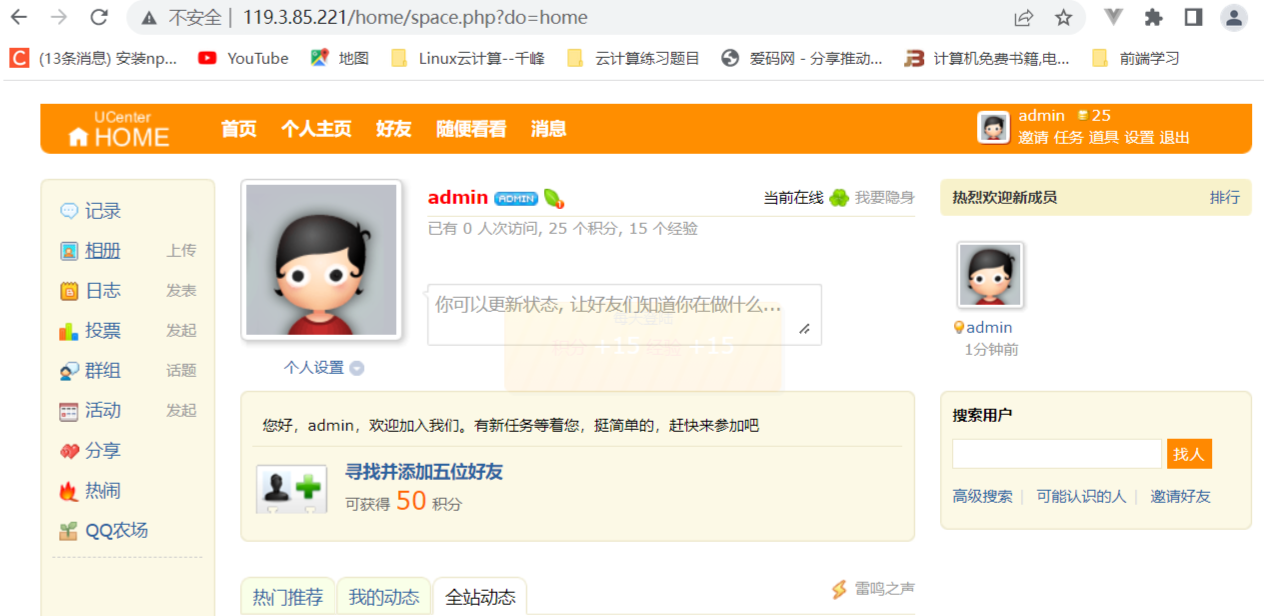 不安全 | 119.3.85.221/home/space.php?do=home
(13条消息) 安装np... YouTube 地图 Linux云计算--千峰 云计算练习题目 爱码网 - 分享推动... 计算机免费书籍,电... 前端学习
UCenter
HOME
首页 个人主页 好友 随便看看 消息
admin 25
邀请 任务 道具 设置 退出
记录
相册 上传
日志 发表
投票 发起
群组 话题
活动 发起
分享
热闹
QQ农场
admin ADMIN
当前在线 我要隐身
已有 0 人次访问, 25 个积分, 15 个经验
你可以更新状态, 让好友们知道你在做什么...
每天登陆
积分 +15 经验 +15
个人设置
您好，admin，欢迎加入我们。有新任务等着您，挺简单的，赶快来参加吧
寻找并添加五位好友
可获得 50 积分
热门推荐 我的动态 全站动态
雷鸣之声
热烈欢迎新成员 排行
admin
1分钟前
搜索用户
找人
高级搜索 | 可能认识的人 | 邀请好友